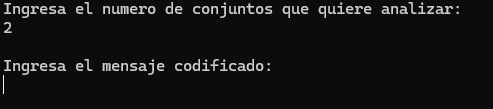 Ingresa el numero de conjuntos que quiere analizar:
2
Ingresa el mensaje codificado: